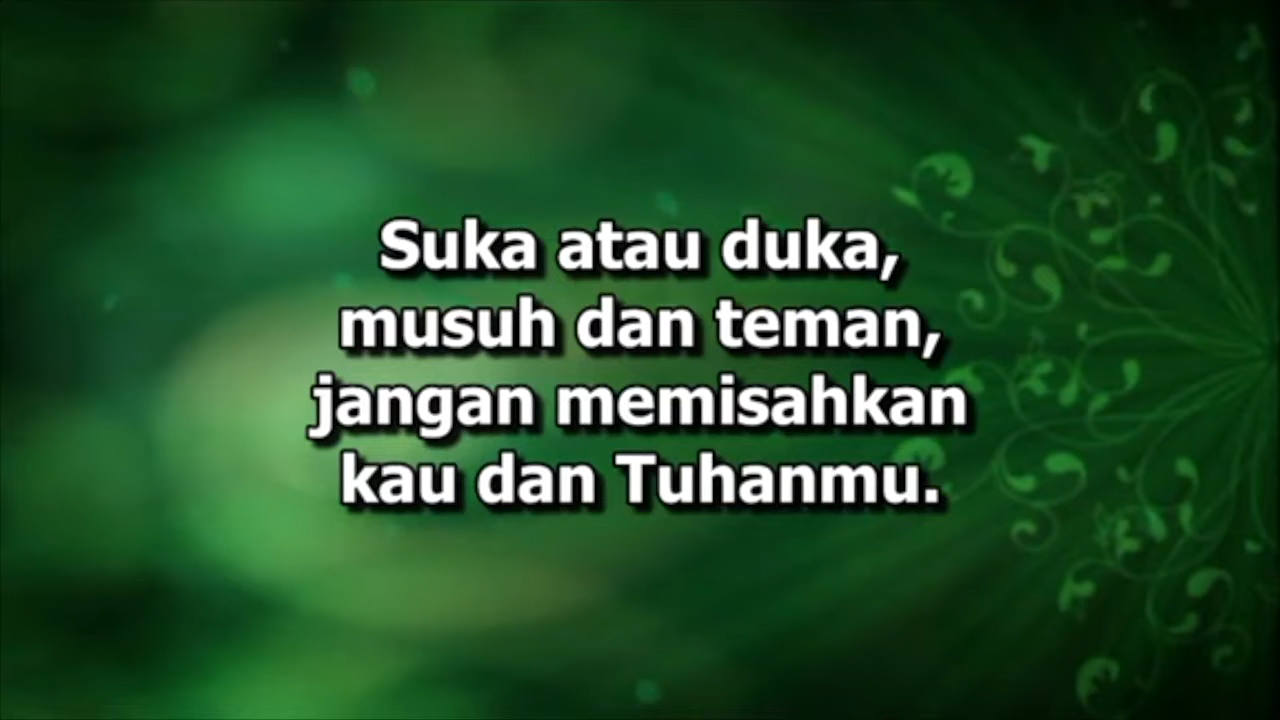 Suka atau duka,
musuh dan teman,
jangan memisahkan
kau dan Tuhanmu.